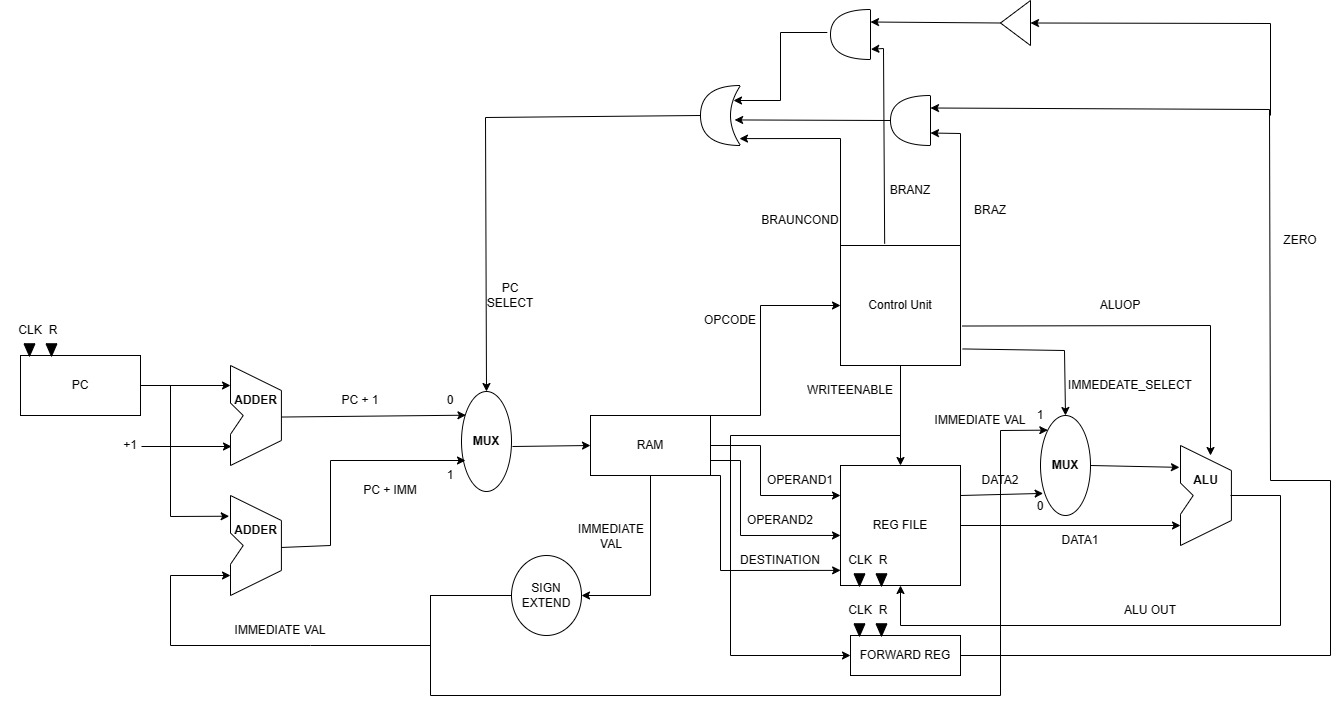 BRANZ
BRAZ
BRAUNCOND
ZERO
PC
SELECT
Control Unit
ALUOP
OPCODE
CLK R
PC
ADDER
PC + 1
0
+1
MUX
1
PC + IMM
ADDER
RAM
WRITEENABLE
IMMEDEATE_SELECT
IMMEDIATE VAL
1
MUX
0
OPERAND1
OPERAND2
DESTINATION
REG FILE
CLK R
DATA2
DATA1
ALU
IMMEDIATE
VAL
SIGN
EXTEND
IMMEDIATE VAL
CLK R
FORWARD REG
ALU OUT